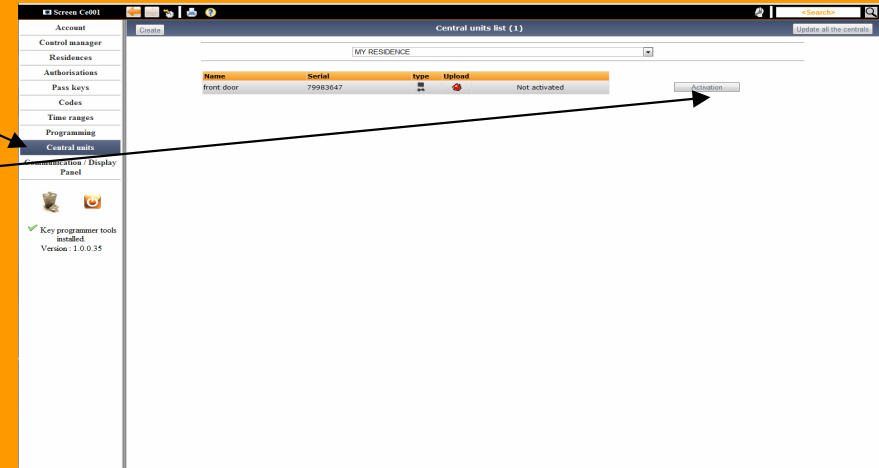 Screen Ce001
<Search>
Account
Create
Central units list (1)
Update all the centrals
Control manager
Residences
MY RESIDENCE
Authorisations
Name Serial type Upload
Pass keys
front door 79983647 Not activated Activation
Codes
Time ranges
Programming
Central units
Communication / Display
Panel
Key programmer tools
installed.
Version : 1.0.0.35